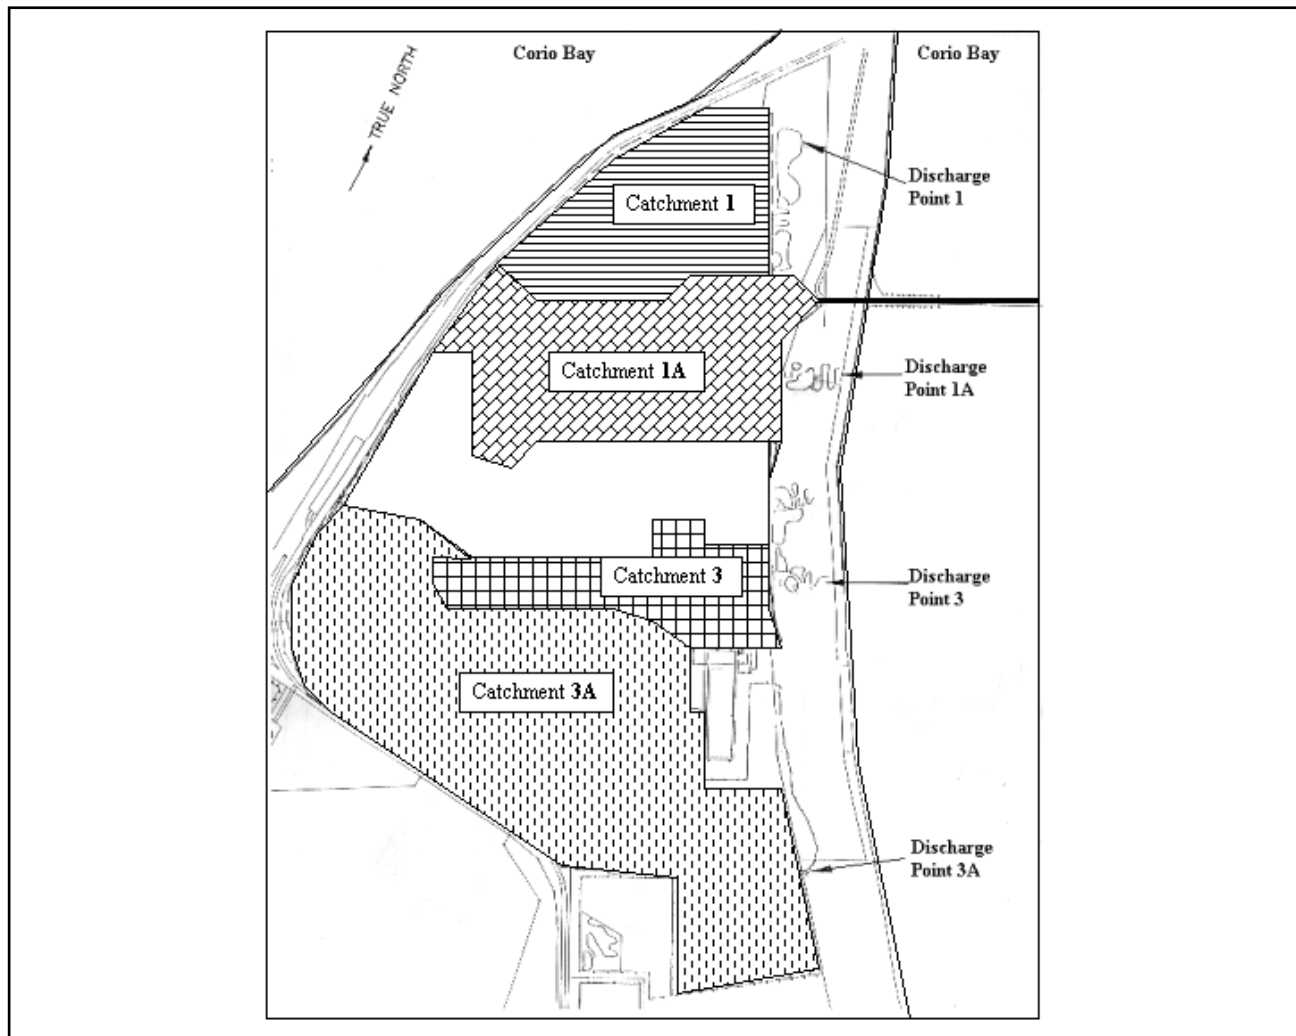 Corio Bay
Corio Bay
TRUE NORTH
Discharge
Point 1
Catchment 1
Catchment 1A
Discharge
Point 1A
Catchment 3
Discharge
Point 3
Catchment 3A
Discharge
Point 3A